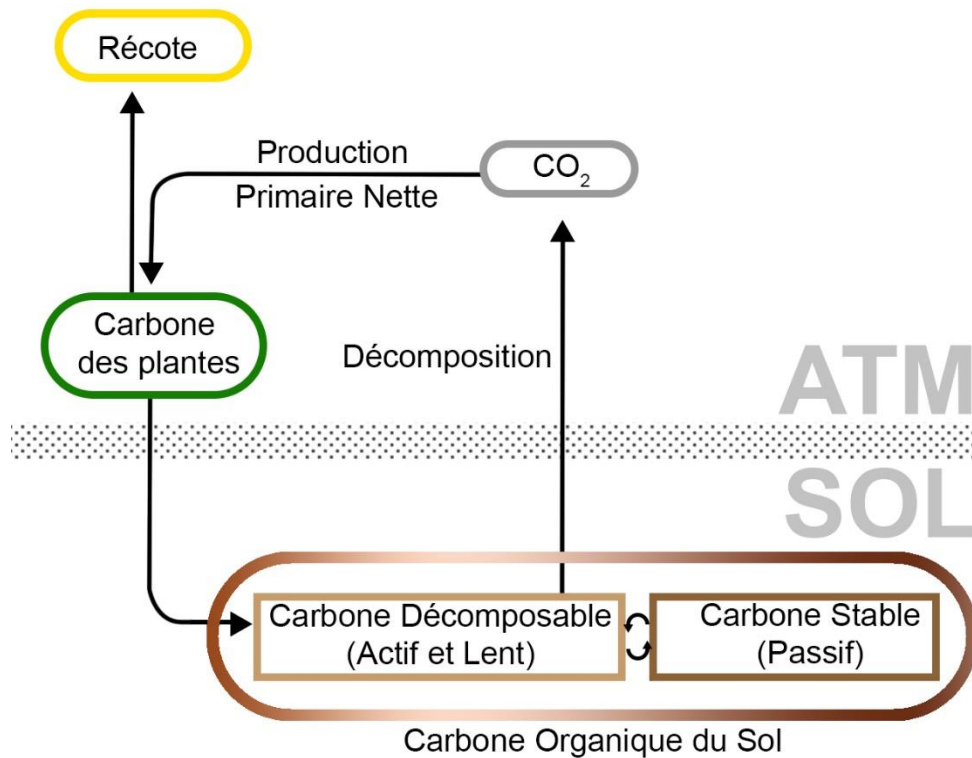 Récote
Production
Primaire Nette
CO₂
Carbone
des plantes
Décomposition
ATM
SOL
Carbone Décomposable
(Actif et Lent)
Carbone Stable
(Passif)
Carbone Organique du Sol